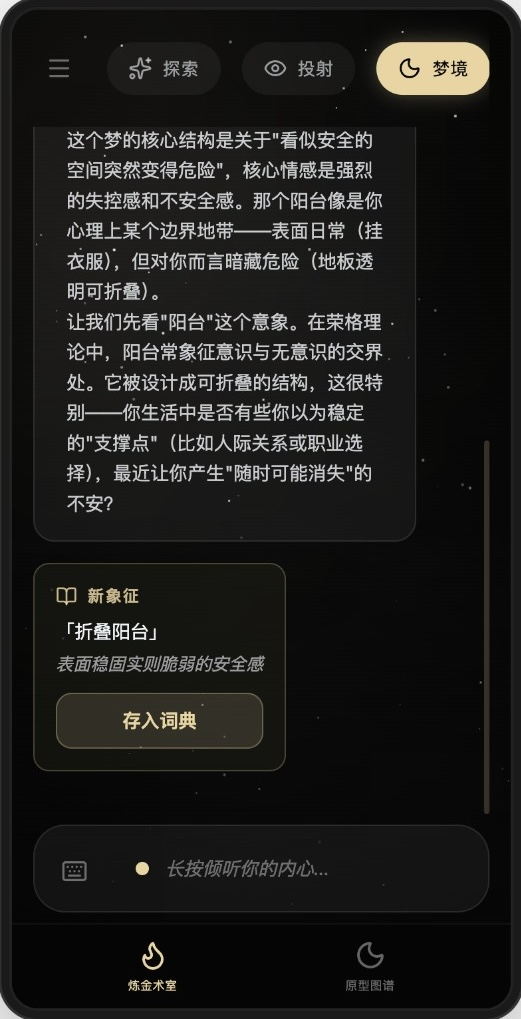 探索
投射
梦境
这个梦的核心结构是关于"看似安全的
空间突然变得危险"，核心情感是强烈
的失控感和不安全感。那个阳台像是你
心理上某个边界地带——表面日常（挂
衣服），但对你而言暗藏危险（地板透
明可折叠）。
让我们先看"阳台"这个意象。在荣格理
论中，阳台常象征意识与无意识的交界
处。它被设计成可折叠的结构，这很特
别——你生活中是否有些你以为稳定
的"支撑点"（比如人际关系或职业选
择），最近让你产生"随时可能消失"的
不安？
新象征
「折叠阳台」
表面稳固实则脆弱的安全感
存入词典
长按倾听你的内心...
炼金术室
原型图谱